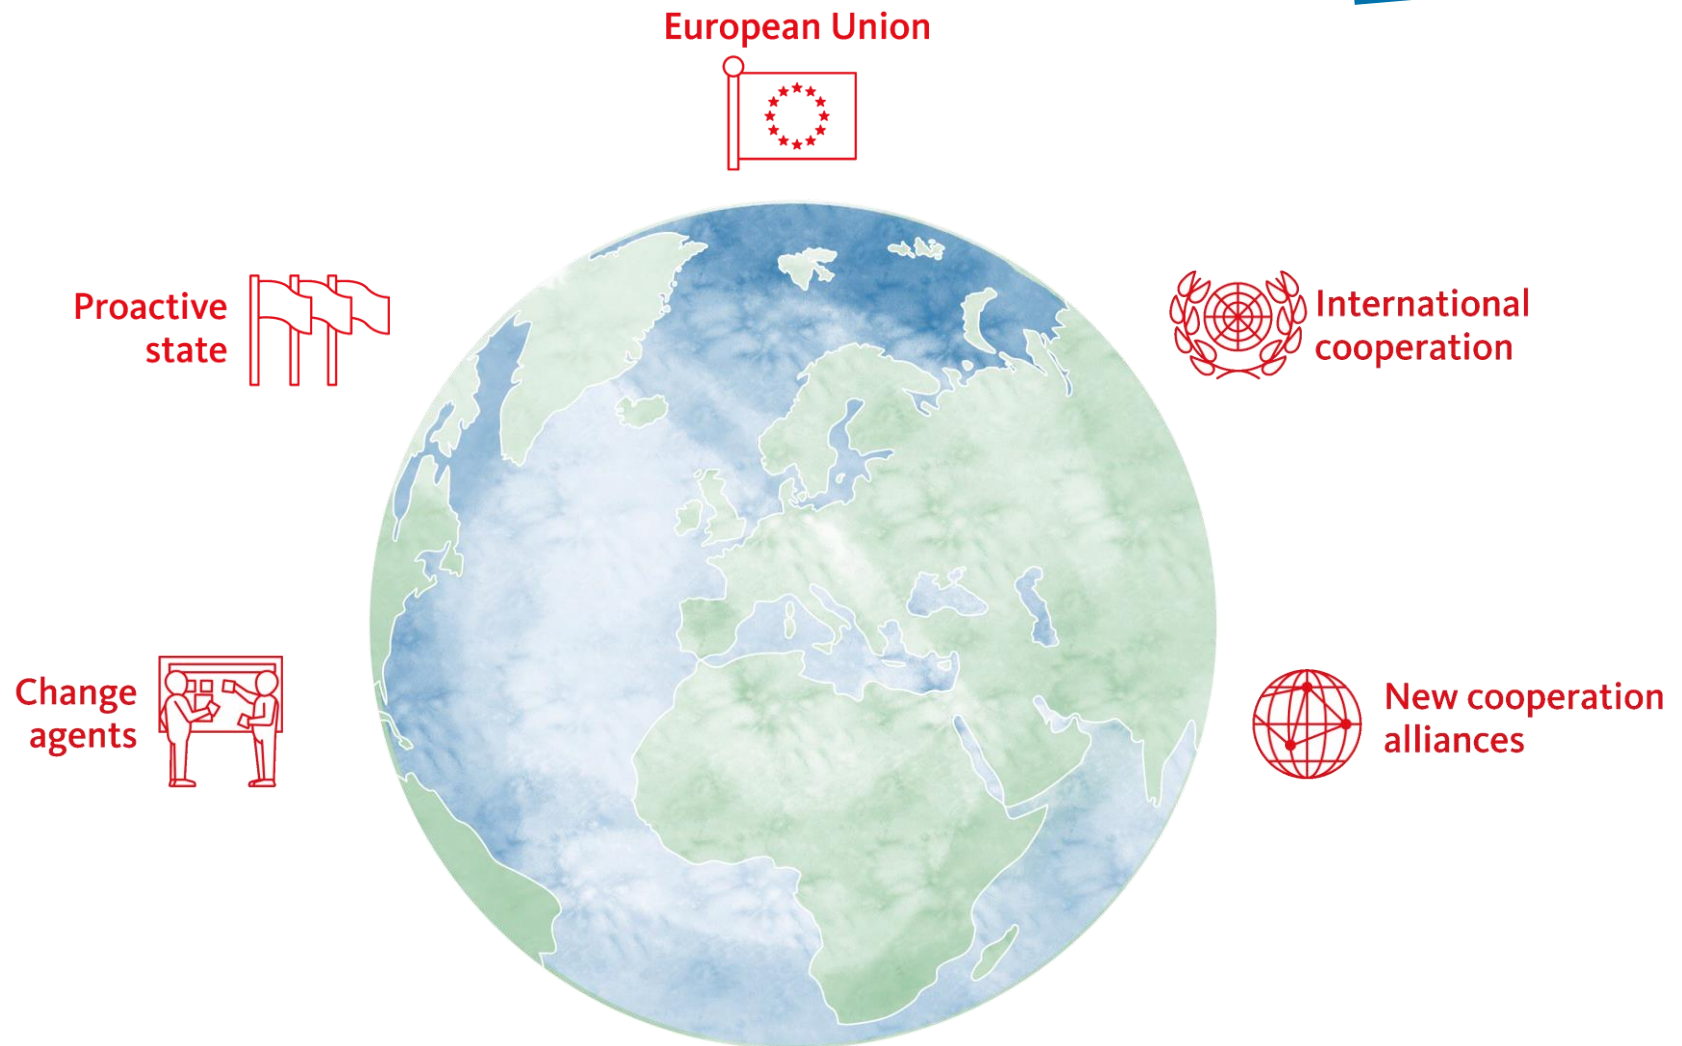 European Union
Proactive
state
International
cooperation
Change
agents
New cooperation
alliances